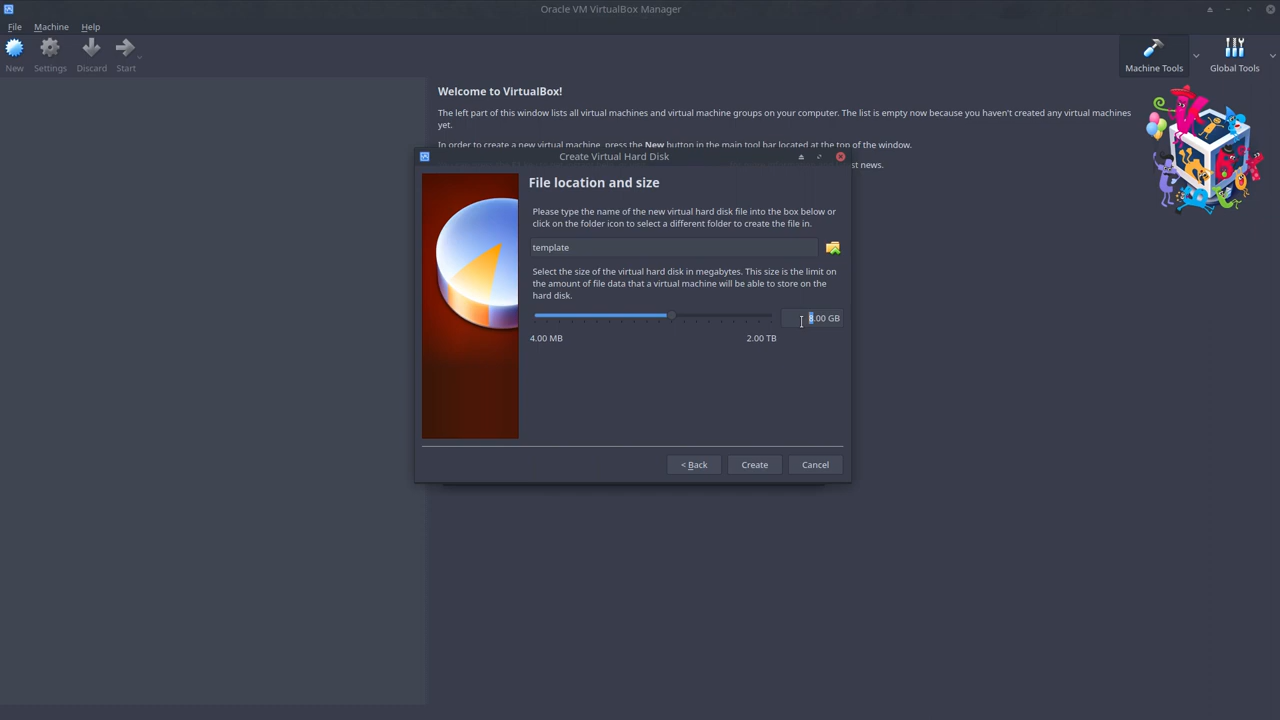 Oracle VM VirtualBox Manager
File Machine Help
New Settings Discard Start
Machine Tools Global Tools
Welcome to VirtualBox!
The left part of this window lists all virtual machines and virtual machine groups on your computer. The list is empty now because you haven't created any virtual machines
yet.
In order to create a new virtual machine, press the New button in the main tool bar located at the top of the window.
st news.
Create Virtual Hard Disk
File location and size
Please type the name of the new virtual hard disk file into the box below or
click on the folder icon to select a different folder to create the file in.
template
Select the size of the virtual hard disk in megabytes. This size is the limit on
the amount of file data that a virtual machine will be able to store on the
hard disk.
8.00 GB
4.00 MB 2.00 TB
< Back Create Cancel